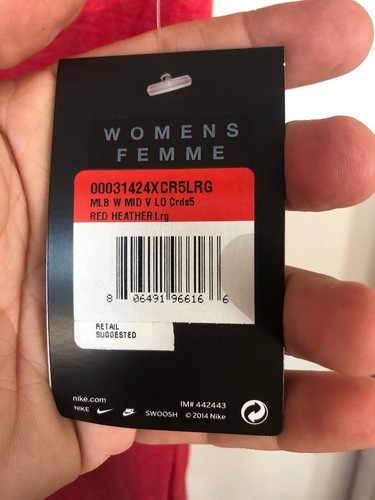 WOMENS
FEMME
00031424XCR5LRG
MLB W MID V LO Crds5
RED HEATHER Lrg
8 06491 96616 6
RETAIL
SUGGESTED
nike.com
NIKE SWOOSH © 2014 Nike
IM# 442443